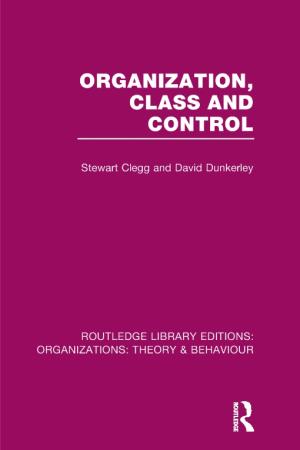 ORGANIZATION,
CLASS AND
CONTROL
Stewart Clegg and David Dunkerley
ROUTLEDGE LIBRARY EDITIONS:
ORGANIZATIONS: THEORY & BEHAVIOUR
ROUTLEDGE